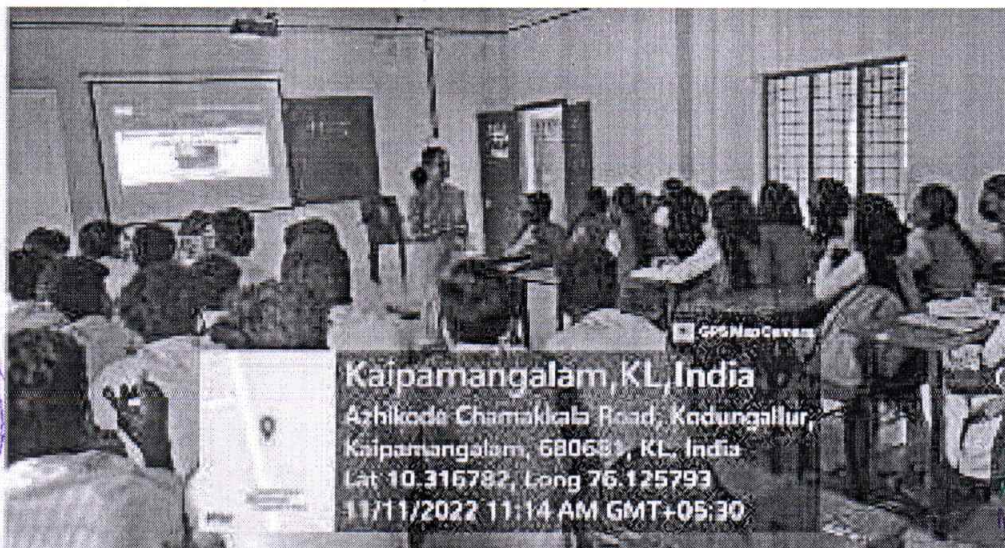 GPS Map Camera
Kaipamangalam, KL, India
Azhikode Chamakkala Road, Kodungallur,
Kaipamangalam, 680681, KL, India
Lat 10.316782, Long 76.125793
11/11/2022 11:14 AM GMT+05:30